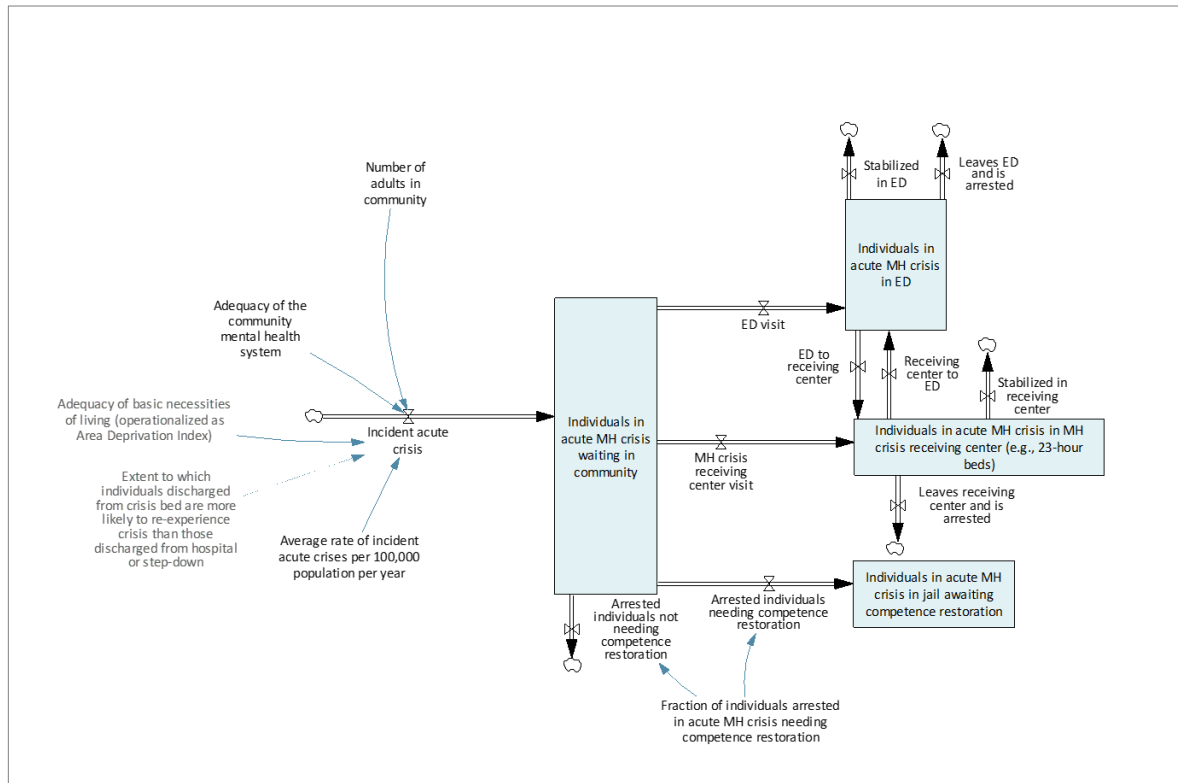 Number of
adults in
community
Stabilized
in ED
Leaves ED
and is
arrested
Individuals in
acute MH crisis
in ED
Adequacy of the
community
mental health
system
ED visit
ED to
receiving
center
Receiving
center to
ED
Stabilized in
receiving
center
Adequacy of basic necessities
of living (operationalized as
Area Deprivation Index)
Incident acute
crisis
Individuals in
acute MH crisis
waiting in
community
MH crisis
receiving
center visit
Individuals in acute MH crisis in MH
crisis receiving center (e.g., 23-hour
beds)
Extent to which
individuals discharged
from crisis bed are more
likely to re-experience
crisis than those
discharged from hospital
or step-down
Average rate of incident
acute crises per 100,000
population per year
Leaves receiving
center and is
arrested
Arrested
individuals not
needing
competence
restoration
Arrested individuals
needing competence
restoration
Individuals in acute MH
crisis in jail awaiting
competence restoration
Fraction of individuals arrested
in acute MH crisis needing
competence restoration